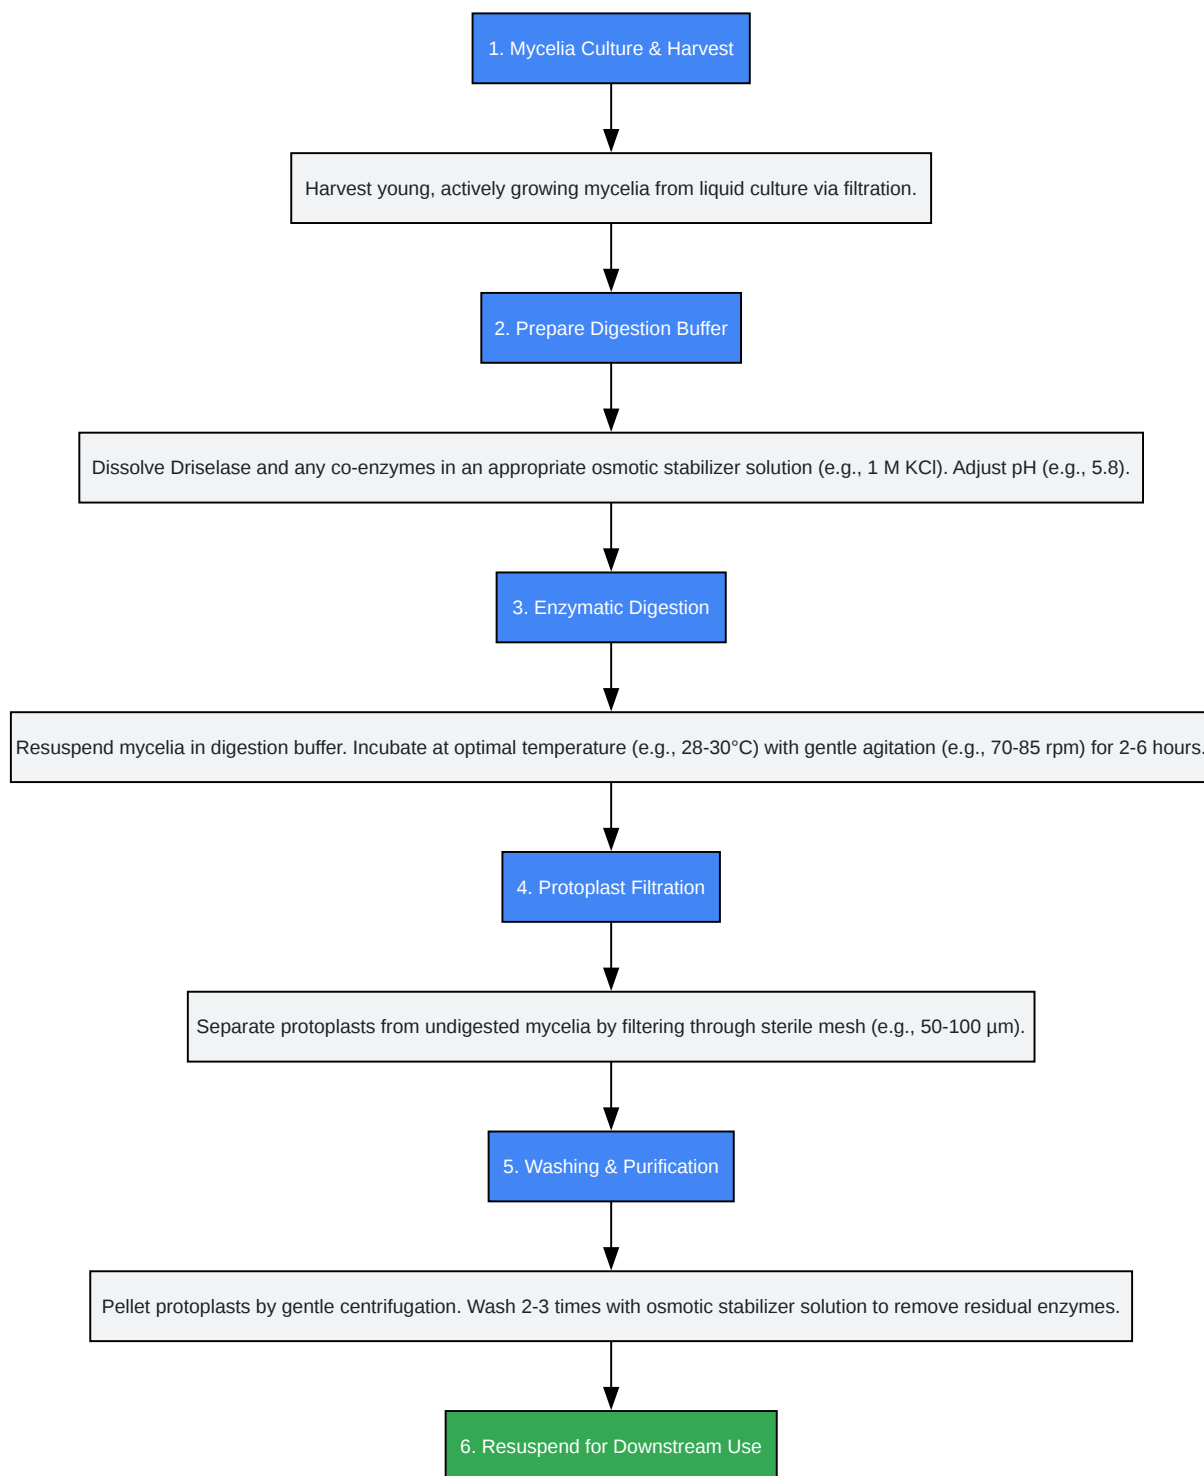 1. Mycelia Culture & Harvest
Harvest young, actively growing mycelia from liquid culture via filtration.
2. Prepare Digestion Buffer
Dissolve Driselase and any co-enzymes in an appropriate osmotic stabilizer solution (e.g., 1 M KCl). Adjust pH (e.g., 5.8).
3. Enzymatic Digestion
Resuspend mycelia in digestion buffer. Incubate at optimal temperature (e.g., 28-30°C) with gentle agitation (e.g., 70-85 rpm) for 2-6 hours.
4. Protoplast Filtration
Separate protoplasts from undigested mycelia by filtering through sterile mesh (e.g., 50-100 µm).
5. Washing & Purification
Pellet protoplasts by gentle centrifugation. Wash 2-3 times with osmotic stabilizer solution to remove residual enzymes.
6. Resuspend for Downstream Use